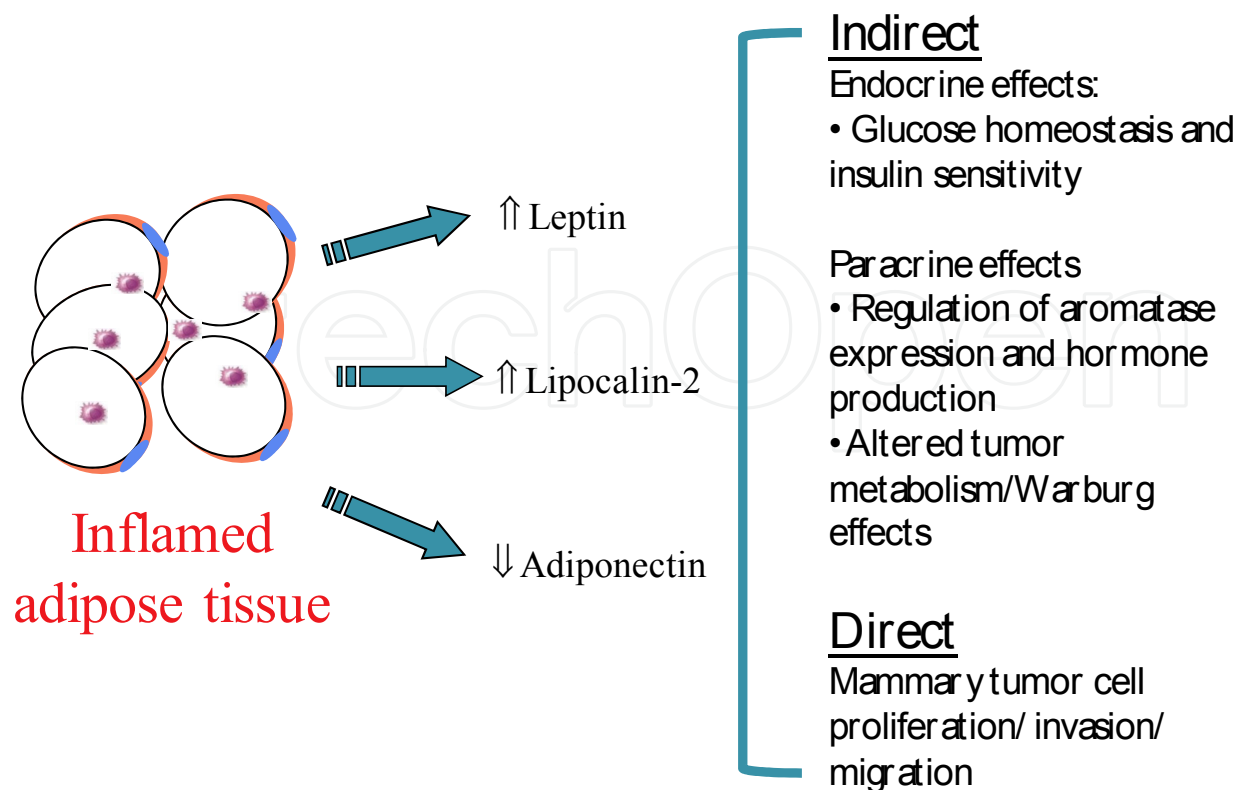 ⇑ Leptin
⇑ Lipocalin-2
⇓ Adiponectin
Inflamed
adipose tissue
Indirect
Endocrine effects:
• Glucose homeostasis and
insulin sensitivity
Paracrine effects
• Regulation of aromatase
expression and hormone
production
• Altered tumor
metabolism/Warburg
effects
Direct
Mammary tumor cell
proliferation/ invasion/
migration